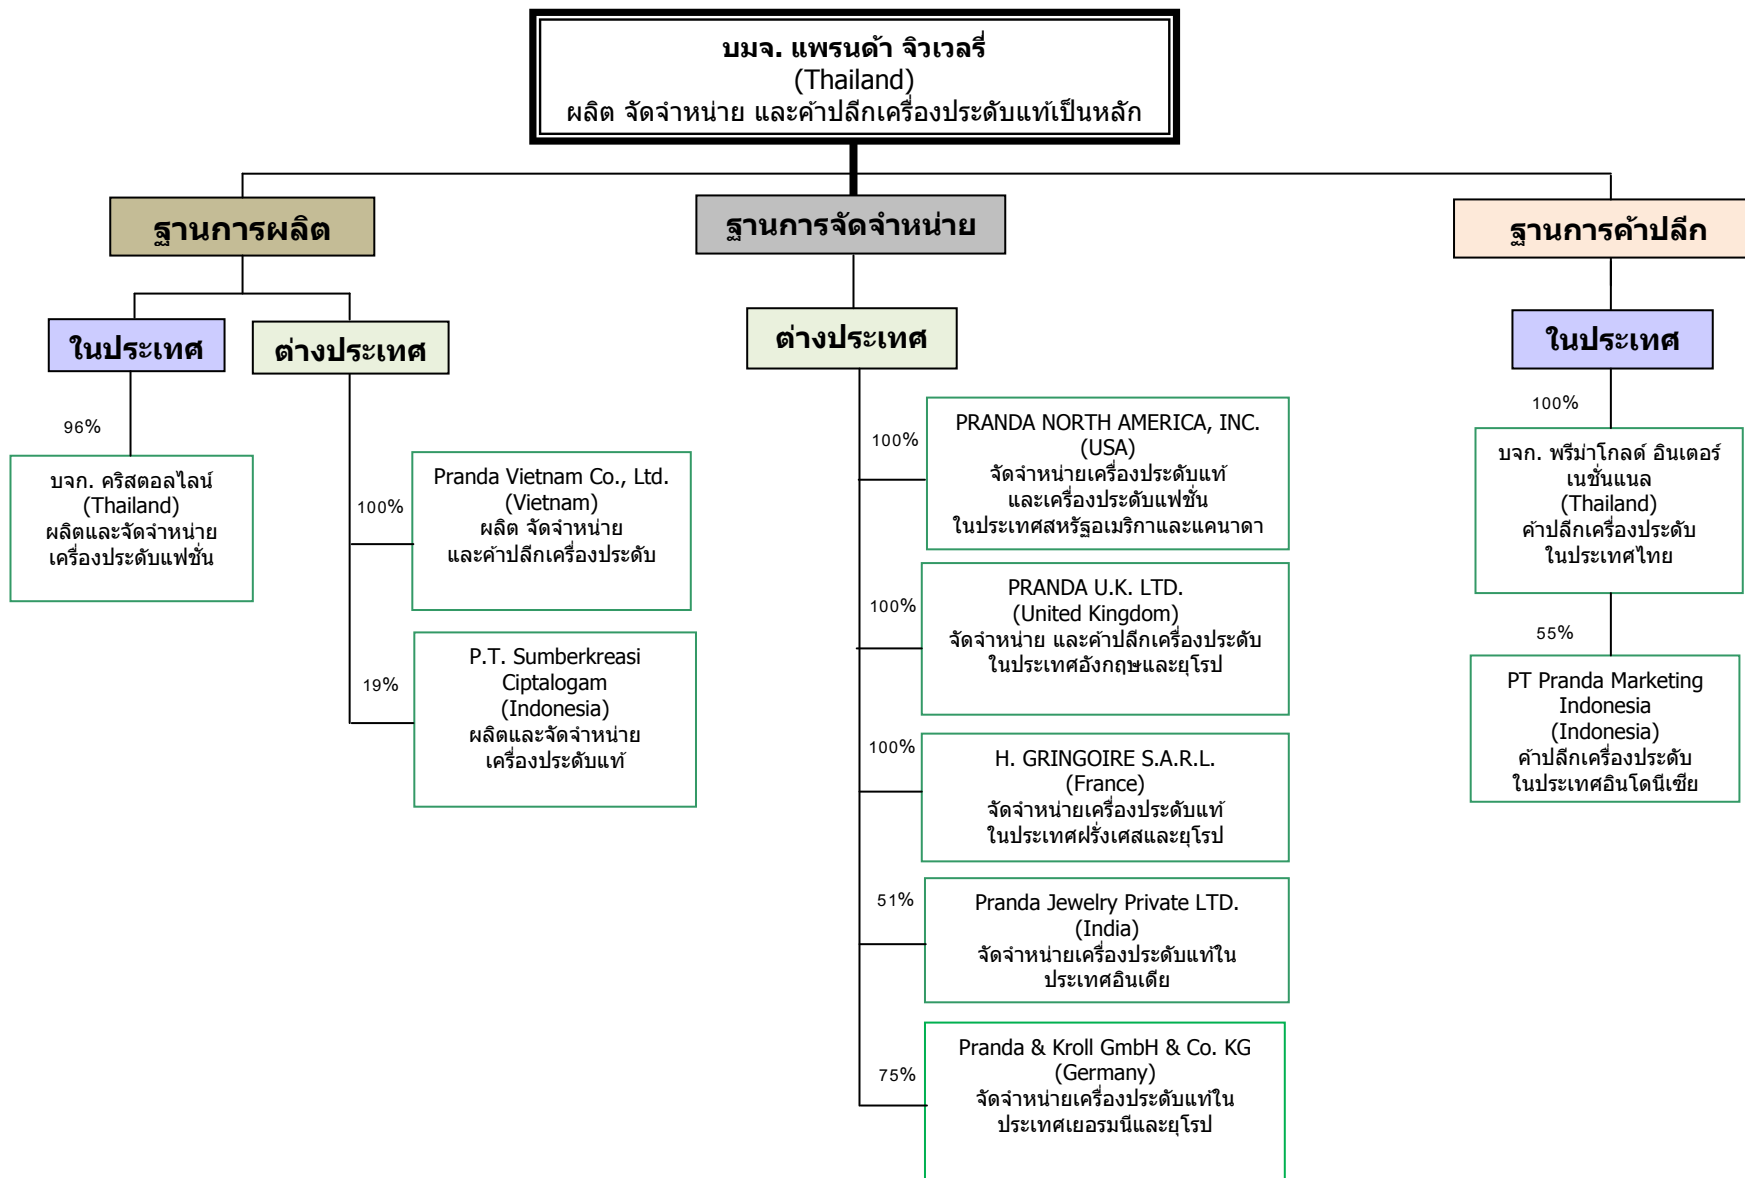 บมจ. แพรนด้า จิวเวลรี่
(Thailand)
ผลิต จัดจำหน่าย และค้าปลีกเครื่องประดับแท้เป็นหลัก
ฐานการผลิต
ฐานการจัดจำหน่าย
ฐานการค้าปลีก
ในประเทศ
ต่างประเทศ
ต่างประเทศ
ในประเทศ
96%
บจก. คริสตอลไลน์
(Thailand)
ผลิตและจัดจำหน่าย
เครื่องประดับแฟชั่น
100%
Pranda Vietnam Co., Ltd.
(Vietnam)
ผลิต จัดจำหน่าย
และค้าปลีกเครื่องประดับ
19%
P.T. Sumberkreasi
Ciptalogam
(Indonesia)
ผลิตและจัดจำหน่าย
เครื่องประดับแท้
100%
PRANDA NORTH AMERICA, INC.
(USA)
จัดจำหน่ายเครื่องประดับแท้
และเครื่องประดับแฟชั่น
ในประเทศสหรัฐอเมริกาและแคนาดา
100%
PRANDA U.K. LTD.
(United Kingdom)
จัดจำหน่าย และค้าปลีกเครื่องประดับ
ในประเทศอังกฤษและยุโรป
100%
H. GRINGOIRE S.A.R.L.
(France)
จัดจำหน่ายเครื่องประดับแท้
ในประเทศฝรั่งเศสและยุโรป
51%
Pranda Jewelry Private LTD.
(India)
จัดจำหน่ายเครื่องประดับแท้ใน
ประเทศอินเดีย
75%
Pranda & Kroll GmbH & Co. KG
(Germany)
จัดจำหน่ายเครื่องประดับแท้ใน
ประเทศเยอรมนีและยุโรป
100%
บจก. พรีม่าโกลด์ อินเตอร์
เนชั่นแนล
(Thailand)
ค้าปลีกเครื่องประดับ
ในประเทศไทย
55%
PT Pranda Marketing
Indonesia
(Indonesia)
ค้าปลีกเครื่องประดับ
ในประเทศอินโดนีเซีย